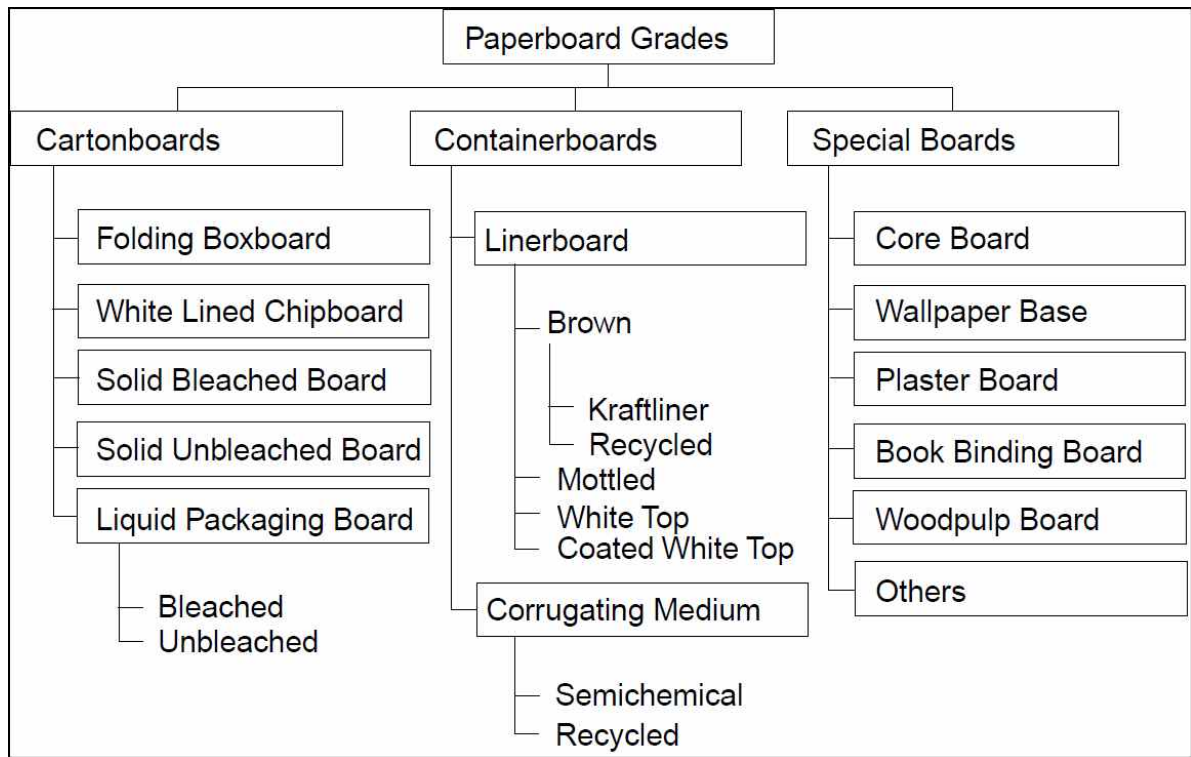 Paperboard Grades
Cartonboards
Folding Boxboard
White Lined Chipboard
Solid Bleached Board
Solid Unbleached Board
Liquid Packaging Board
Bleached
Unbleached
Containerboards
Linerboard
Brown
Kraftliner
Recycled
Mottled
White Top
Coated White Top
Corrugating Medium
Semichemical
Recycled
Special Boards
Core Board
Wallpaper Base
Plaster Board
Book Binding Board
Woodpulp Board
Others